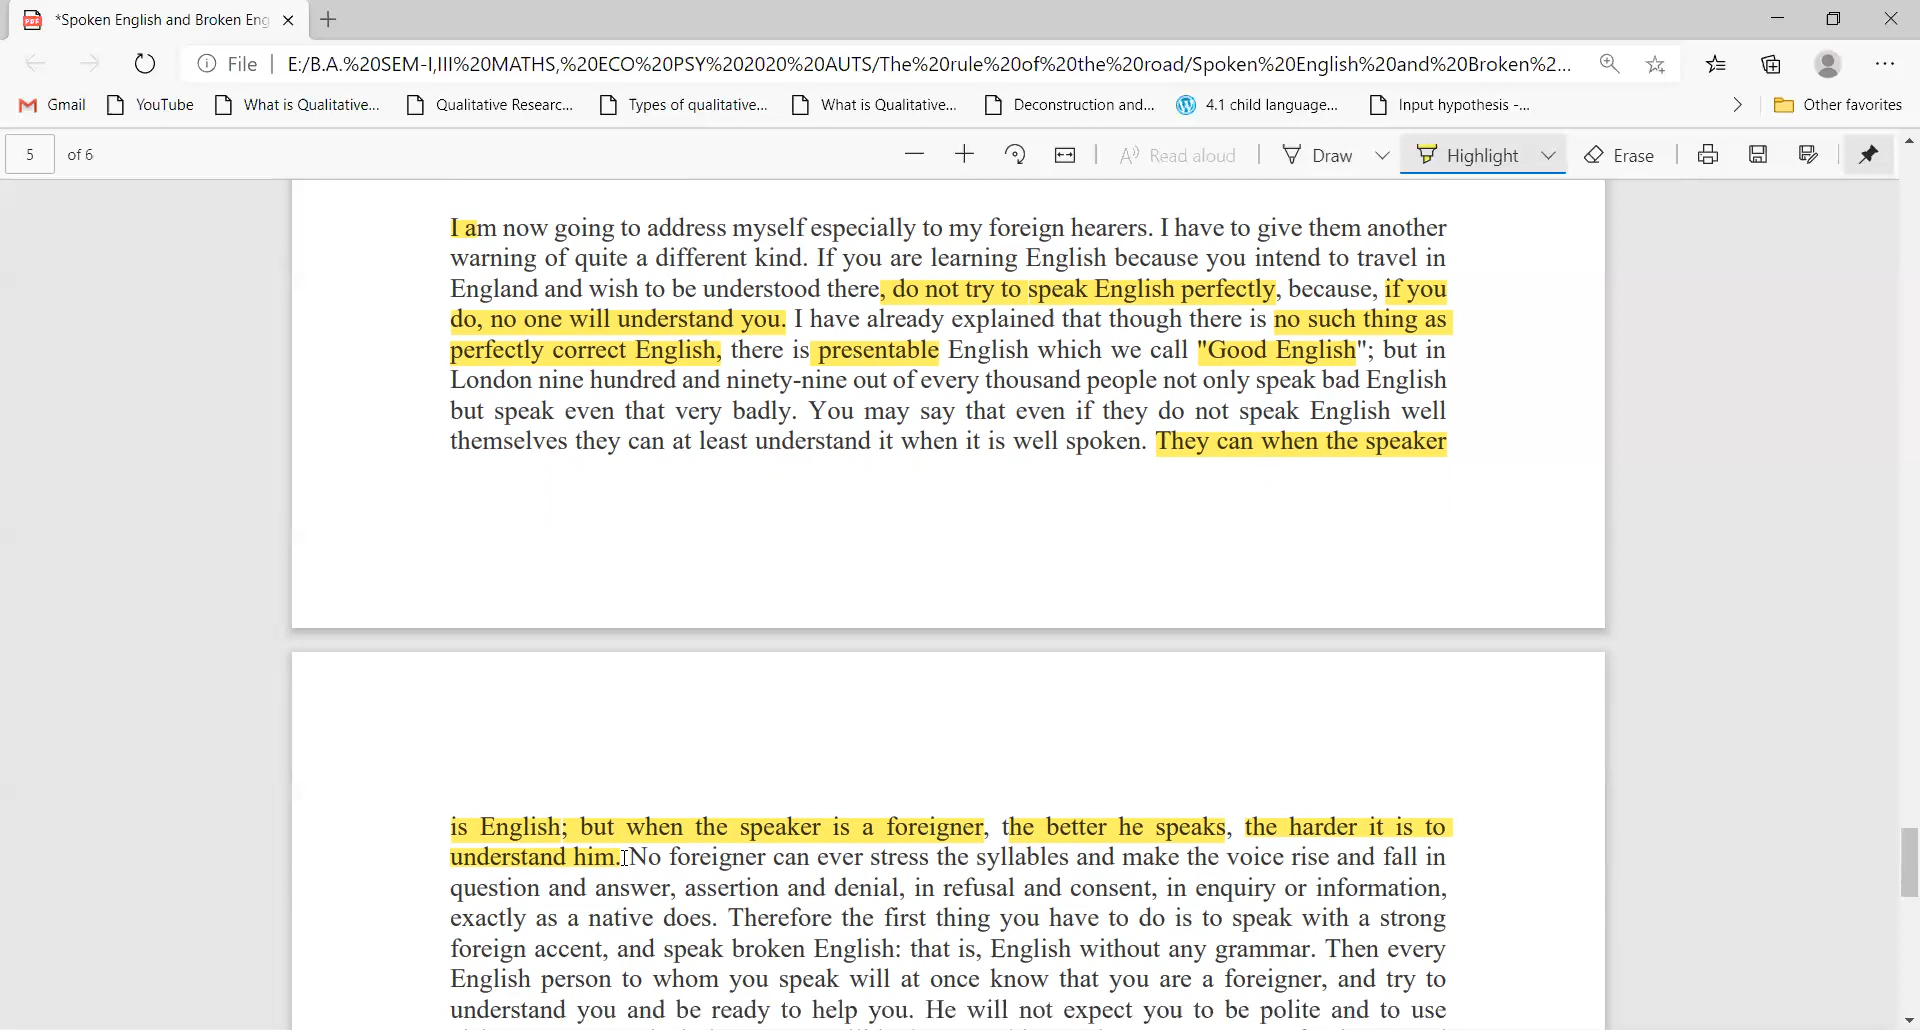 *Spoken English and Broken Eng
File
E:/B.A.%20SEM-I,III%20MATHS,%20ECO%20PSY%202020%20AUTS/The%20rule%20of%20the%20road/Spoken%20English%20and%20Broken%2...
Gmail YouTube What is Qualitative... Qualitative Researc... Types of qualitative... What is Qualitative... Deconstruction and... 4.1 child language... Input hypothesis -... Other favorites
5 of 6 Read aloud Draw Highlight Erase
I am now going to address myself especially to my foreign hearers. I have to give them another
warning of quite a different kind. If you are learning English because you intend to travel in
England and wish to be understood there, do not try to speak English perfectly, because, if you
do, no one will understand you. I have already explained that though there is no such thing as
perfectly correct English, there is presentable English which we call "Good English"; but in
London nine hundred and ninety-nine out of every thousand people not only speak bad English
but speak even that very badly. You may say that even if they do not speak English well
themselves they can at least understand it when it is well spoken. They can when the speaker
is English; but when the speaker is a foreigner, the better he speaks, the harder it is to
understand him. No foreigner can ever stress the syllables and make the voice rise and fall in
question and answer, assertion and denial, in refusal and consent, in enquiry or information,
exactly as a native does. Therefore the first thing you have to do is to speak with a strong
foreign accent, and speak broken English: that is, English without any grammar. Then every
English person to whom you speak will at once know that you are a foreigner, and try to
understand you and be ready to help you. He will not expect you to be polite and to use